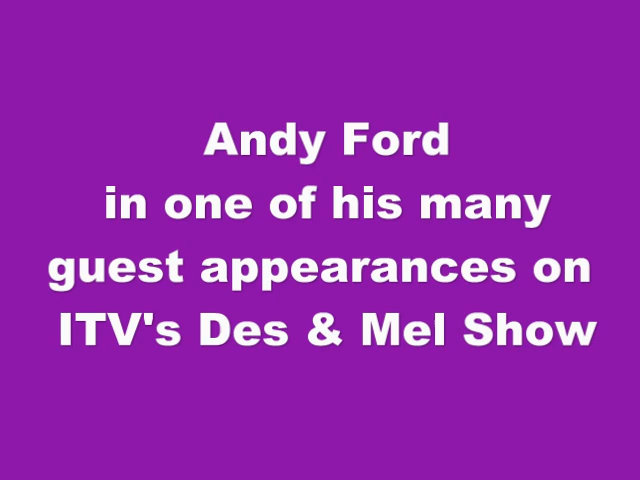 Andy Ford
in one of his many
guest appearances on
ITV's Des & Mel Show